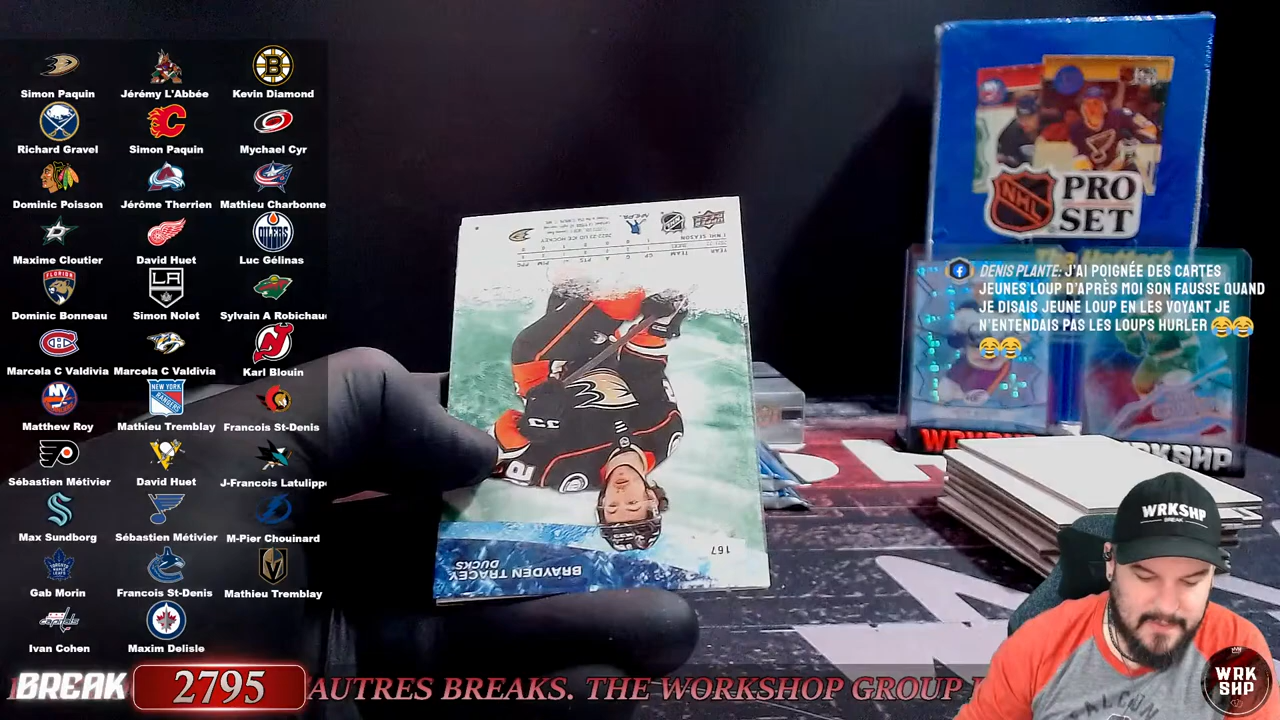 Simon Paquin
Jérémy L'Abbée
Kevin Diamond
Richard Gravel
Simon Paquin
Mychael Cyr
Dominic Poisson
Jérôme Therrien
Mathieu Charbonne
Maxime Cloutier
David Huet
Luc Gélinas
Dominic Bonneau
Simon Nolet
Sylvain A Robichau
Marcela C Valdivia
Marcela C Valdivia
Karl Blouin
Matthew Roy
Mathieu Tremblay
Francois St-Denis
Sébastien Métivier
David Huet
J-Francois Latulippe
Max Sundborg
Sébastien Métivier
M-Pier Chouinard
Gab Morin
Francois St-Denis
Mathieu Tremblay
Ivan Cohen
Maxim Delisle
BREAK 2795
AUTRES BREAKS. THE WORKSHOP GROUP
NHL
PRO
SET
DENIS PLANTE: J'AI POIGNÉE DES CARTES
JEUNES LOUP D'APRÈS MOI SON FAUSSE QUAND
JE DISAIS JEUNE LOUP EN LES VOYANT JE
N'ENTENDAIS PAS LES LOUPS HURLER 😂😂
😂😂
167
BRAYDEN TRACEY
DUCKS
WRKSHP
BREAK
WRK
SHP